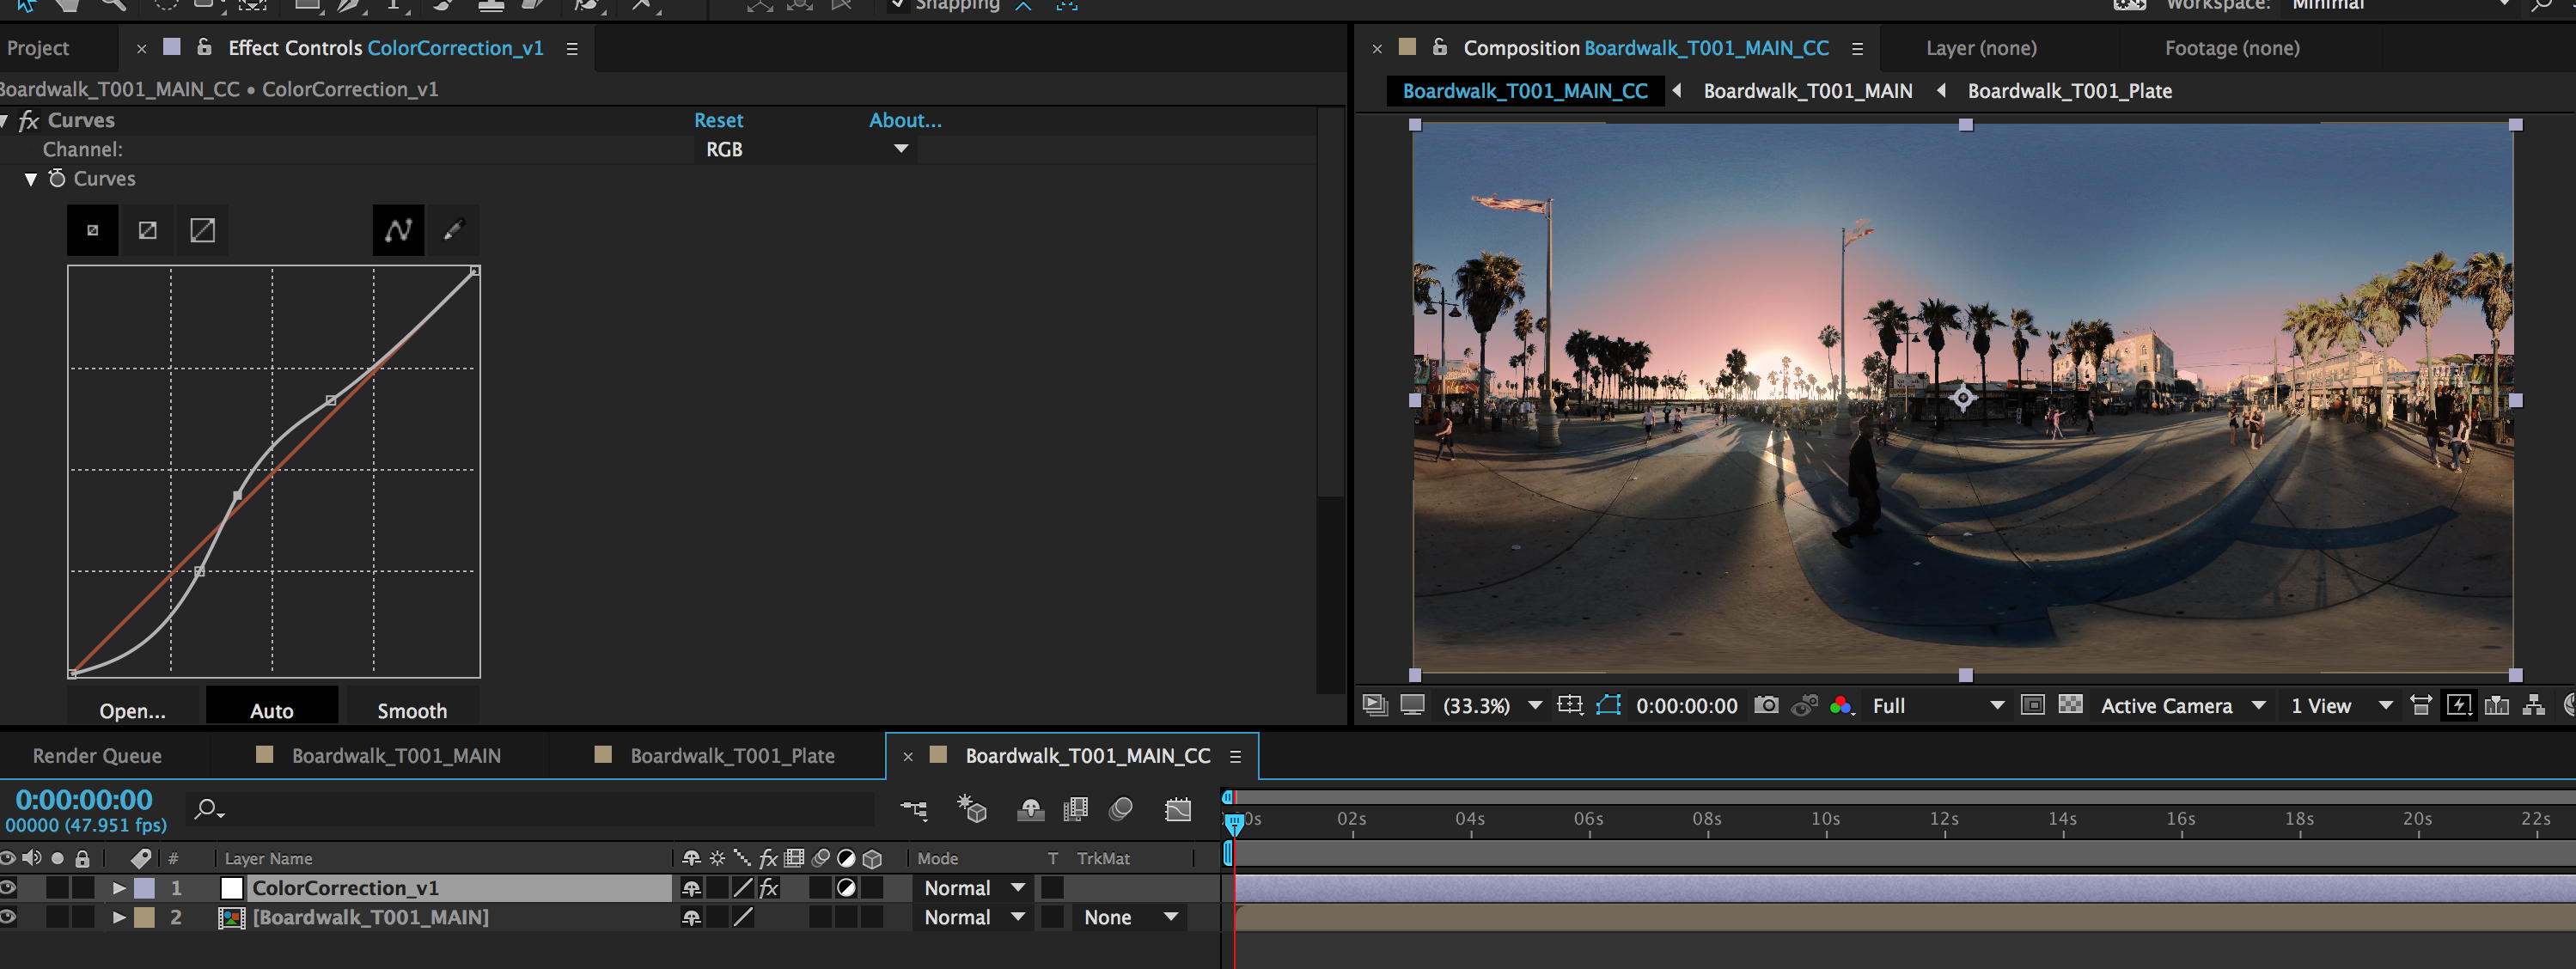 Snapping
Workspace: Minimal
Project
Effect Controls ColorCorrection_v1
Boardwalk_T001_MAIN_CC • ColorCorrection_v1
fx Curves Reset About...
Channel: RGB
Curves
Open... Auto Smooth
Composition Boardwalk_T001_MAIN_CC Layer (none) Footage (none)
Boardwalk_T001_MAIN_CC Boardwalk_T001_MAIN Boardwalk_T001_Plate
(33.3%) 0:00:00:00 Full Active Camera 1 View
Render Queue Boardwalk_T001_MAIN Boardwalk_T001_Plate Boardwalk_T001_MAIN_CC
0:00:00:00
00000 (47.951 fps)
0s 02s 04s 06s 08s 10s 12s 14s 16s 18s 20s 22s
# Layer Name fx Mode T TrkMat
1 ColorCorrection_v1 fx Normal
2 [Boardwalk_T001_MAIN] Normal None